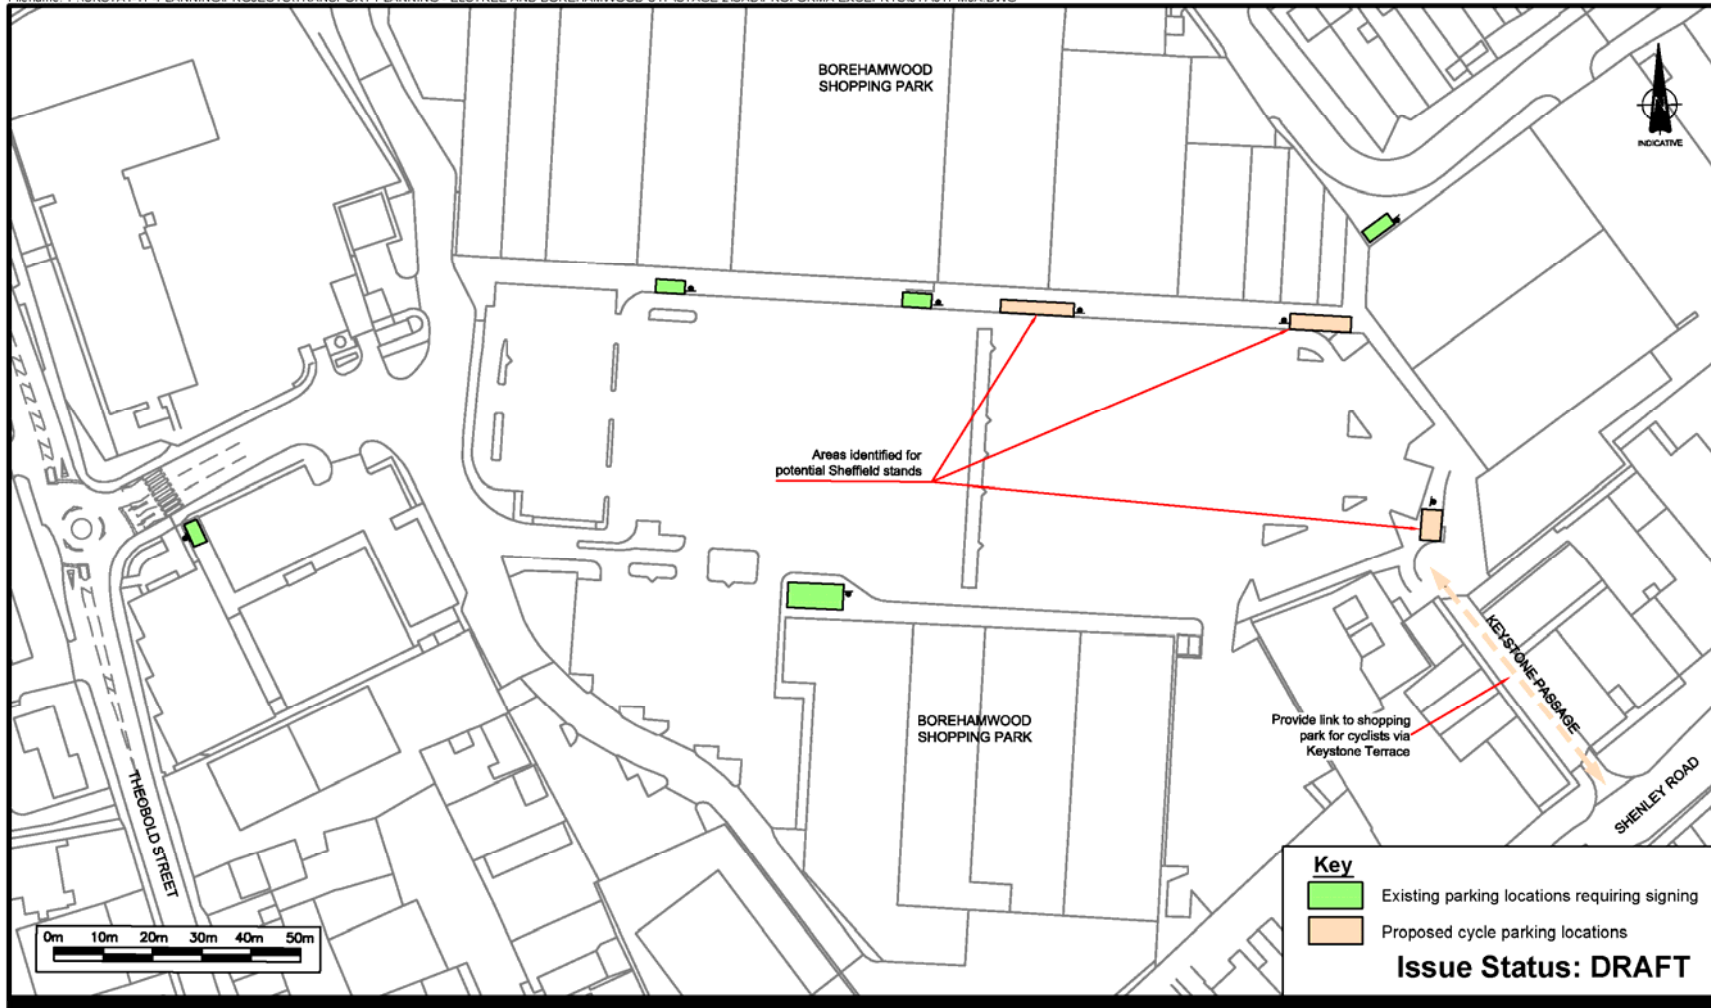 BOREHAMWOOD
SHOPPING PARK
INDICATIVE
Areas identified for
potential Sheffield stands
KEYSTONE PASSAGE
BOREHAMWOOD
SHOPPING PARK
Provide link to shopping
park for cyclists via
Keystone Terrace
SHENLEY ROAD
THEOBOLD STREET
0m 10m 20m 30m 40m 50m
Key
Existing parking locations requiring signing
Proposed cycle parking locations
Issue Status: DRAFT